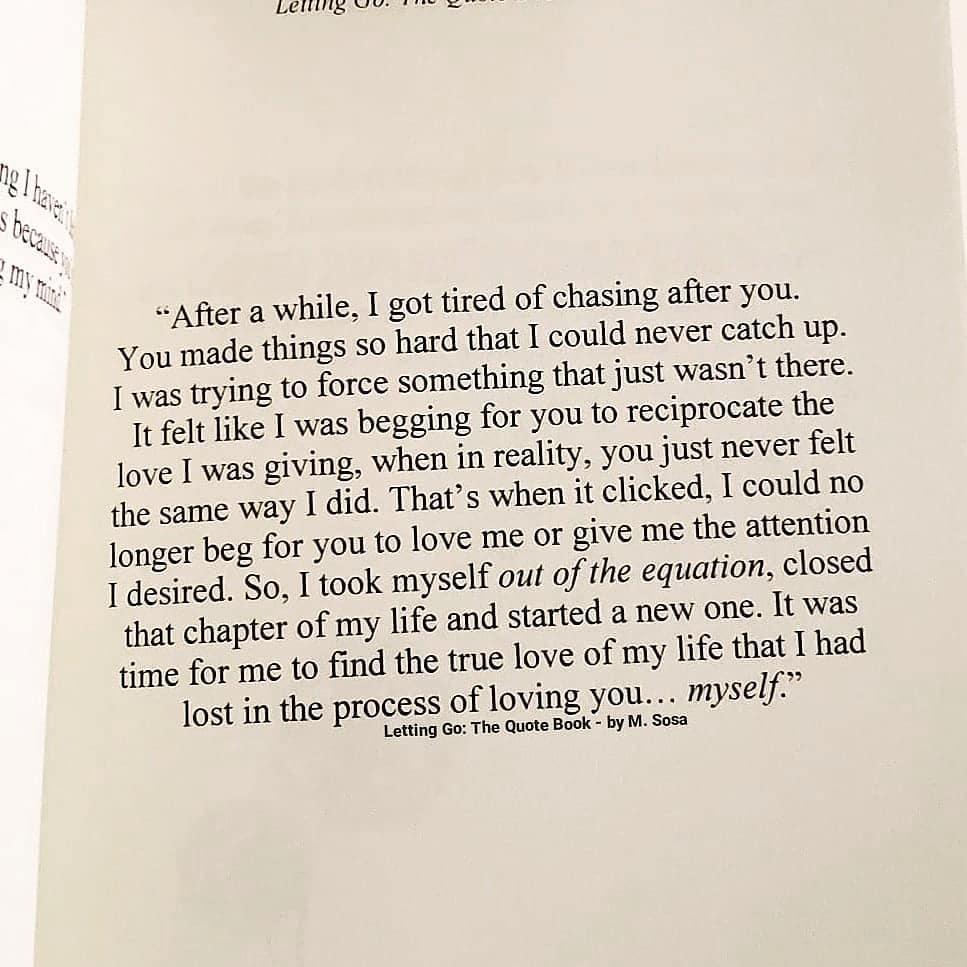 Letting Go: The
ng I haven't
s because
g my mind"
“After a while, I got tired of chasing after you.
You made things so hard that I could never catch up.
I was trying to force something that just wasn’t there.
It felt like I was begging for you to reciprocate the
love I was giving, when in reality, you just never felt
the same way I did. That’s when it clicked, I could no
longer beg for you to love me or give me the attention
I desired. So, I took myself out of the equation, closed
that chapter of my life and started a new one. It was
time for me to find the true love of my life that I had
lost in the process of loving you... myself.”
Letting Go: The Quote Book - by M. Sosa